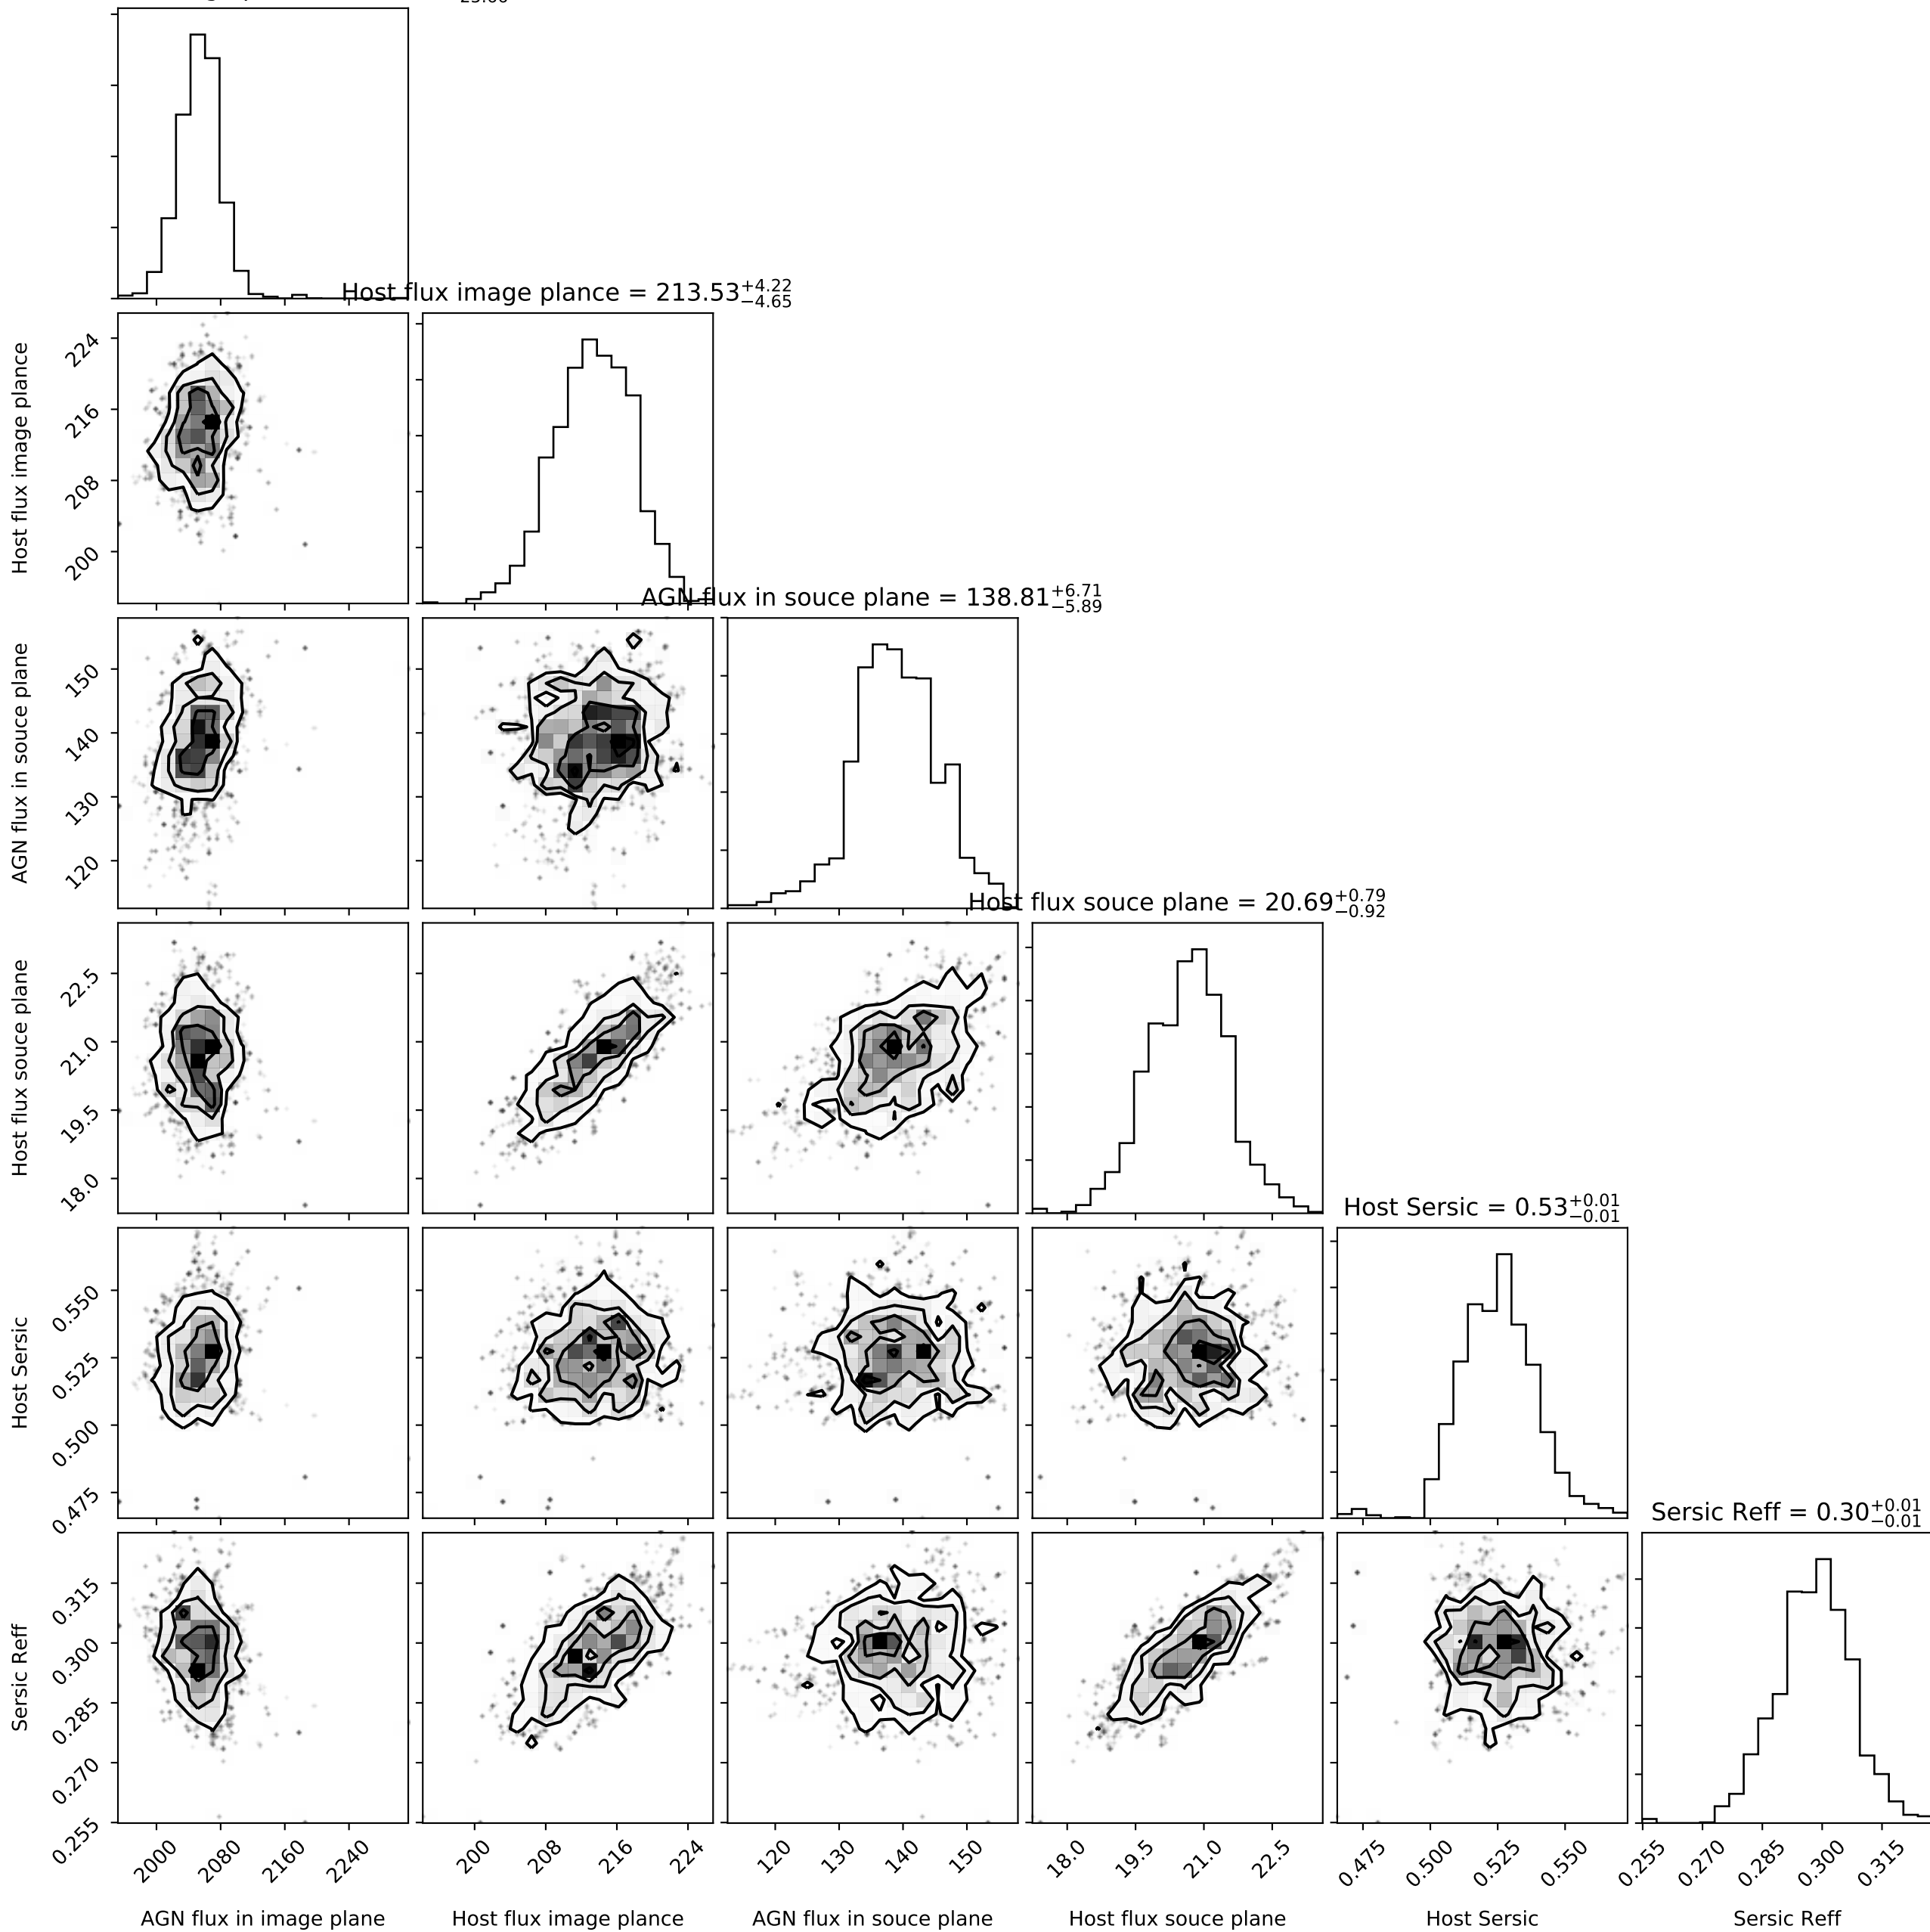 Host flux image plance = 213.53 +4.22 −4.65
224
216
208
200
Host flux image plance
AGN flux in souce plane = 138.81 +6.71 −5.89
150
140
130
120
AGN flux in souce plane
Host flux souce plane = 20.69 +0.79 −0.92
22.5
21.0
19.5
18.0
Host flux souce plane
Host Sersic = 0.53 +0.01 −0.01
0.550
0.525
0.500
0.475
Host Sersic
Sersic Reff = 0.30 +0.01 −0.01
0.315
0.300
0.285
0.270
0.255
Sersic Reff
2000 2080 2160 2240 200 208 216 224 120 130 140 150 18.0 19.5 21.0 22.5 0.475 0.500 0.525 0.550 0.255 0.270 0.285 0.300 0.315
AGN flux in image plane Host flux image plance AGN flux in souce plane Host flux souce plane Host Sersic Sersic Reff